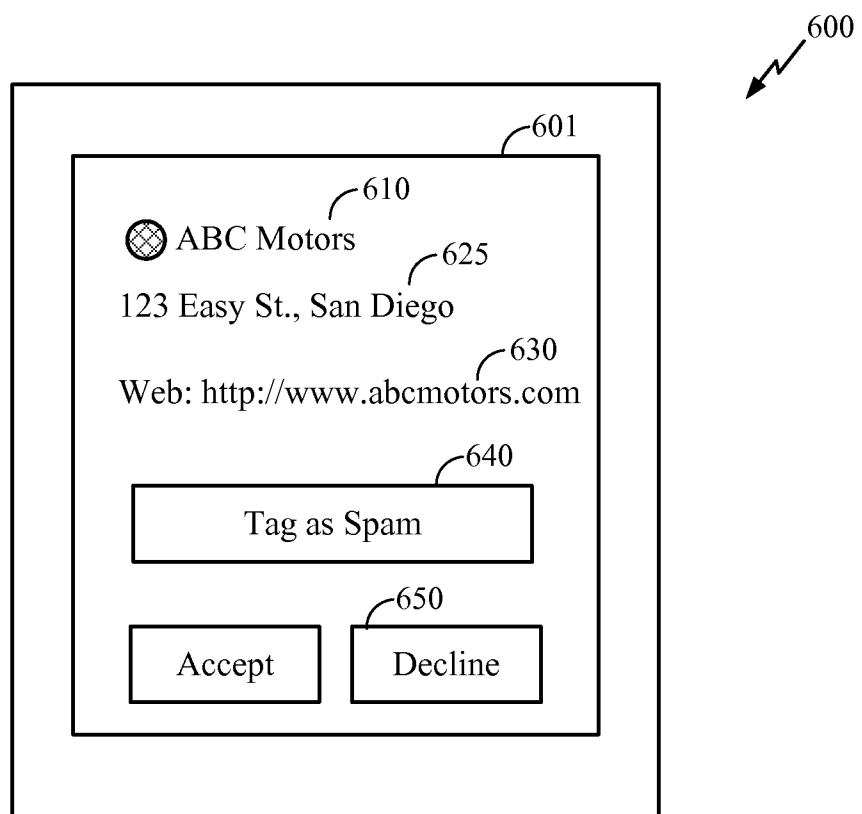 600
601
610
ABC Motors
625
123 Easy St., San Diego
630
Web: http://www.abcmotors.com
640
Tag as Spam
650
Accept
Decline